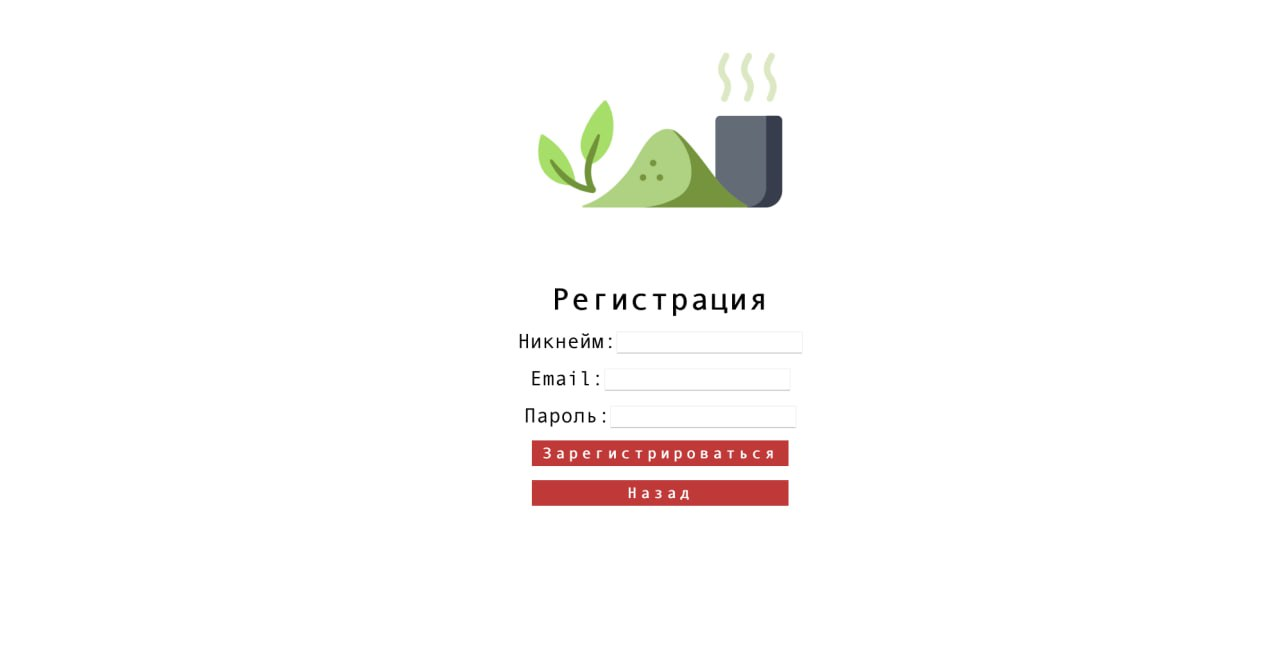 Регистрация
Никнейм:
Email:
Пароль:
Зарегистрироваться
Назад